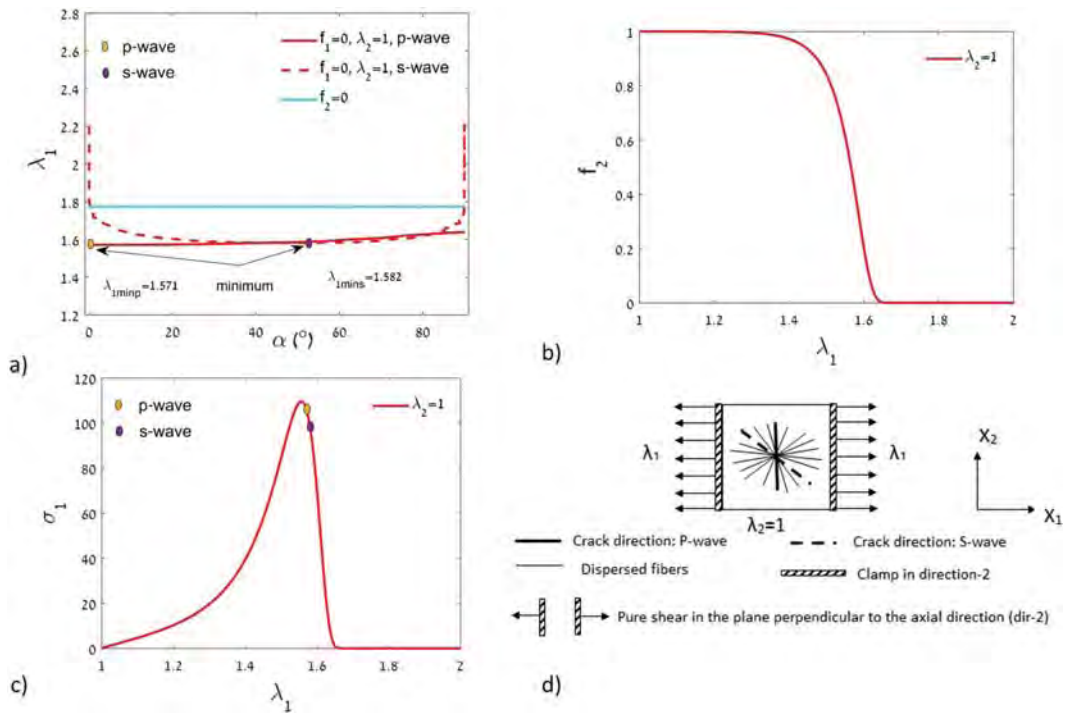 2.8
2.6
2.4
2.2
2
1.8
1.6
1.4
1.2
λ₁
p-wave
s-wave
f₁=0, λ₂=1, p-wave
f₁=0, λ₂=1, s-wave
f₂=0
λ₁minp=1.571
minimum
λ₁mins=1.582
0 20 40 60 80
α (°)
a)
1
0.8
0.6
0.4
0.2
0
f₂
λ₂=1
1 1.2 1.4 1.6 1.8 2
λ₁
b)
120
100
80
60
40
20
0
σ₁
p-wave
s-wave
λ₂=1
1 1.2 1.4 1.6 1.8 2
λ₁
c)
λ₁
λ₁
λ₂=1
X₂
X₁
Crack direction: P-wave
Crack direction: S-wave
Dispersed fibers
Clamp in direction-2
Pure shear in the plane perpendicular to the axial direction (dir-2)
d)